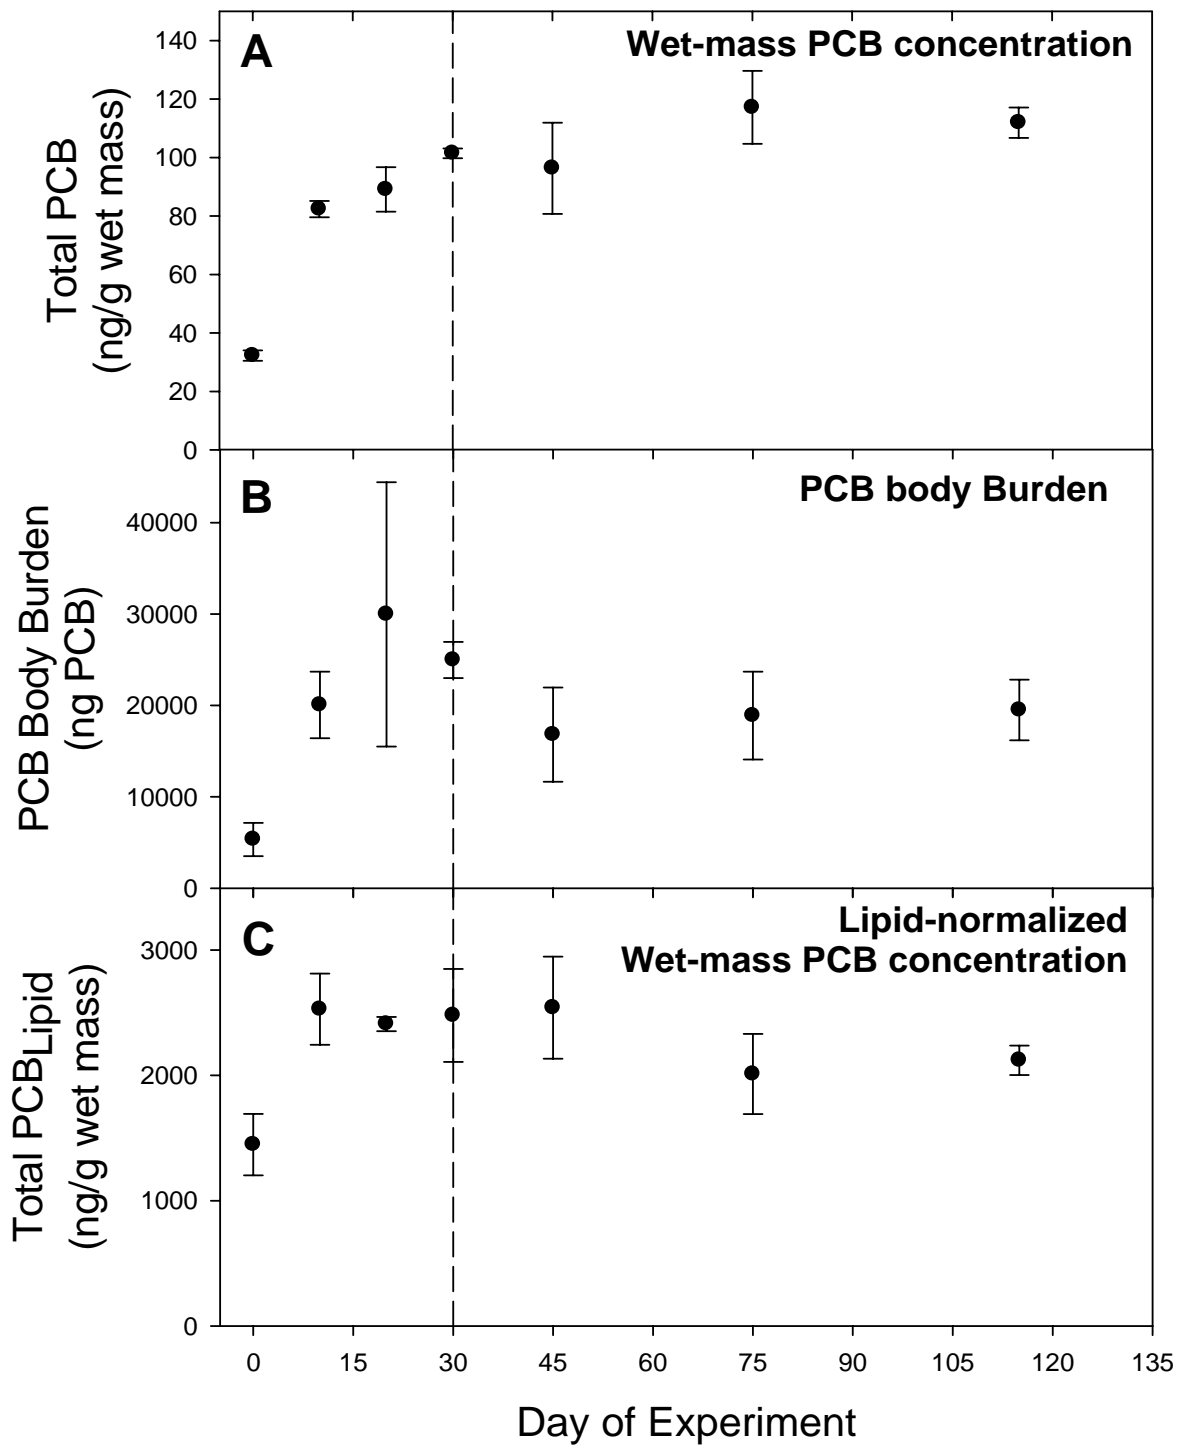 A
Wet-mass PCB concentration
Total PCB
(ng/g wet mass)
140
120
100
80
60
40
20
0
B
PCB body Burden
PCB Body Burden
(ng PCB)
40000
30000
20000
10000
0
C
Lipid-normalized
Wet-mass PCB concentration
Total PCBLipid
(ng/g wet mass)
3000
2000
1000
0
0 15 30 45 60 75 90 105 120 135
Day of Experiment